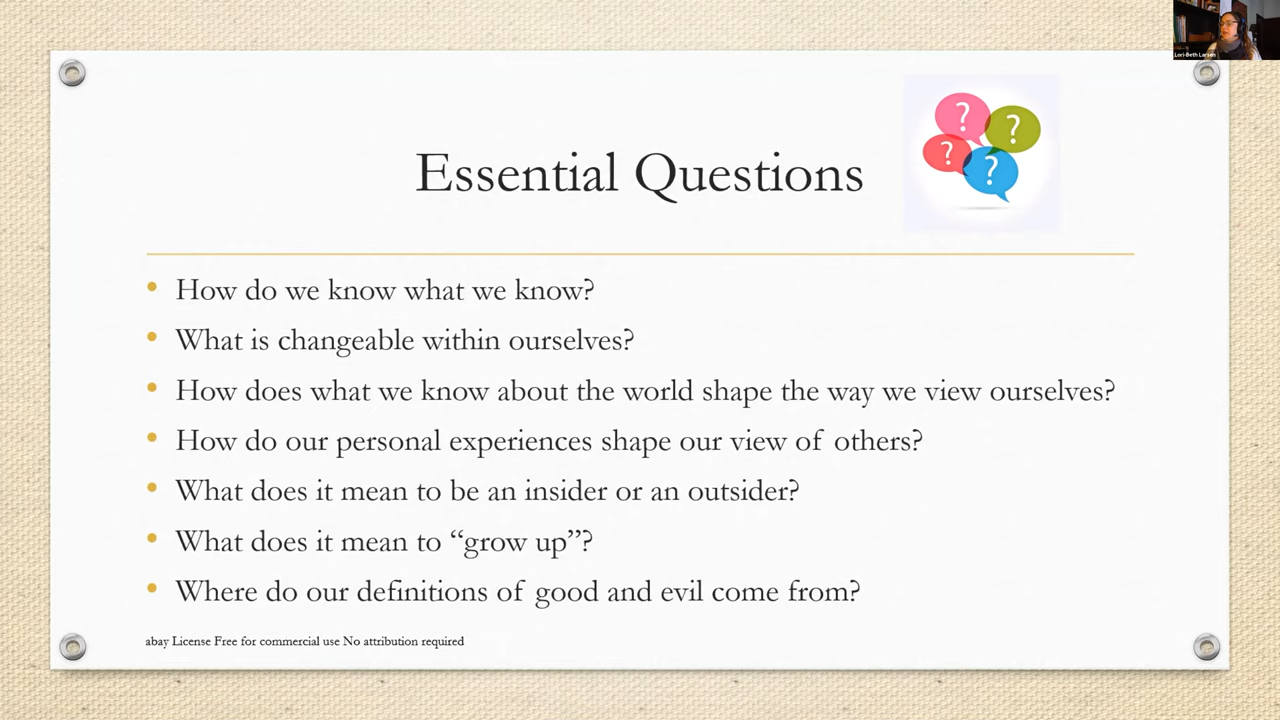 Lori-Beth Larsen
Essential Questions
? ? ? ?
• How do we know what we know?
• What is changeable within ourselves?
• How does what we know about the world shape the way we view ourselves?
• How do our personal experiences shape our view of others?
• What does it mean to be an insider or an outsider?
• What does it mean to “grow up”?
• Where do our definitions of good and evil come from?
abay License Free for commercial use No attribution required